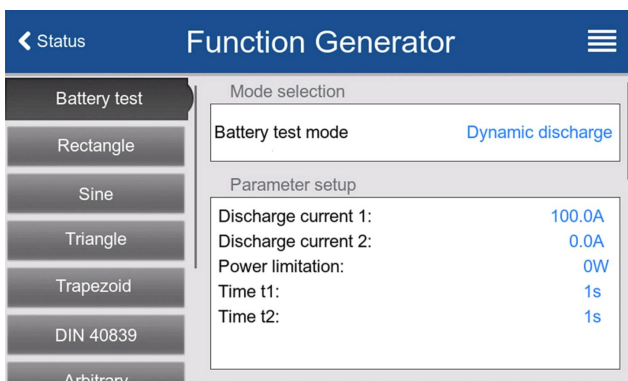 Status
Function Generator
Battery test
Rectangle
Sine
Triangle
Trapezoid
DIN 40839
Arbitrary
Mode selection
Battery test mode Dynamic discharge
Parameter setup
Discharge current 1: 100.0A
Discharge current 2: 0.0A
Power limitation: 0W
Time t1: 1s
Time t2: 1s